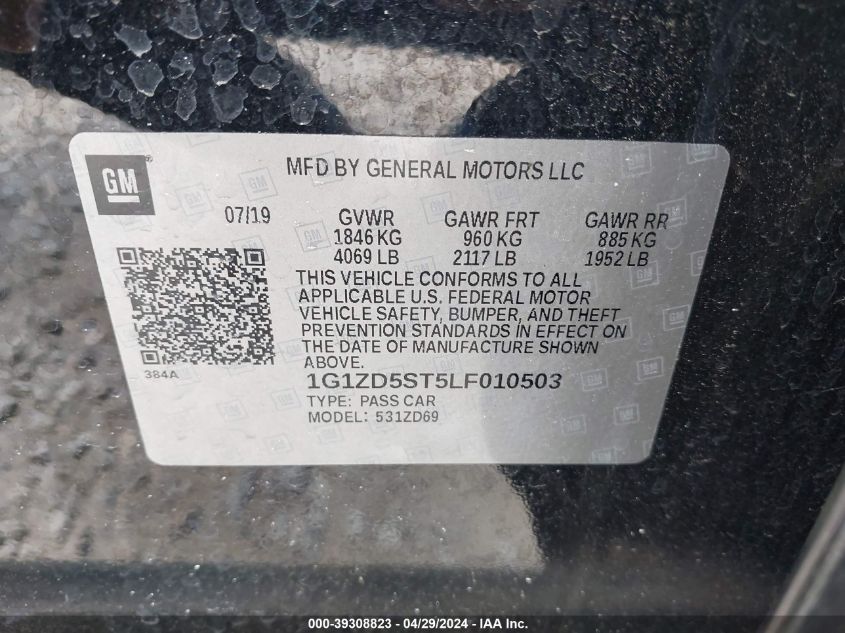 GM
MFD BY GENERAL MOTORS LLC
07/19 GVWR GAWR FRT GAWR RR
1846 KG 960 KG 885 KG
4069 LB 2117 LB 1952 LB
THIS VEHICLE CONFORMS TO ALL
APPLICABLE U.S. FEDERAL MOTOR
VEHICLE SAFETY, BUMPER, AND THEFT
PREVENTION STANDARDS IN EFFECT ON
THE DATE OF MANUFACTURE SHOWN
ABOVE.
384A
1G1ZD5ST5LF010503
TYPE: PASS CAR
MODEL: 531ZD69
000-39308823 - 04/29/2024 - IAA Inc.